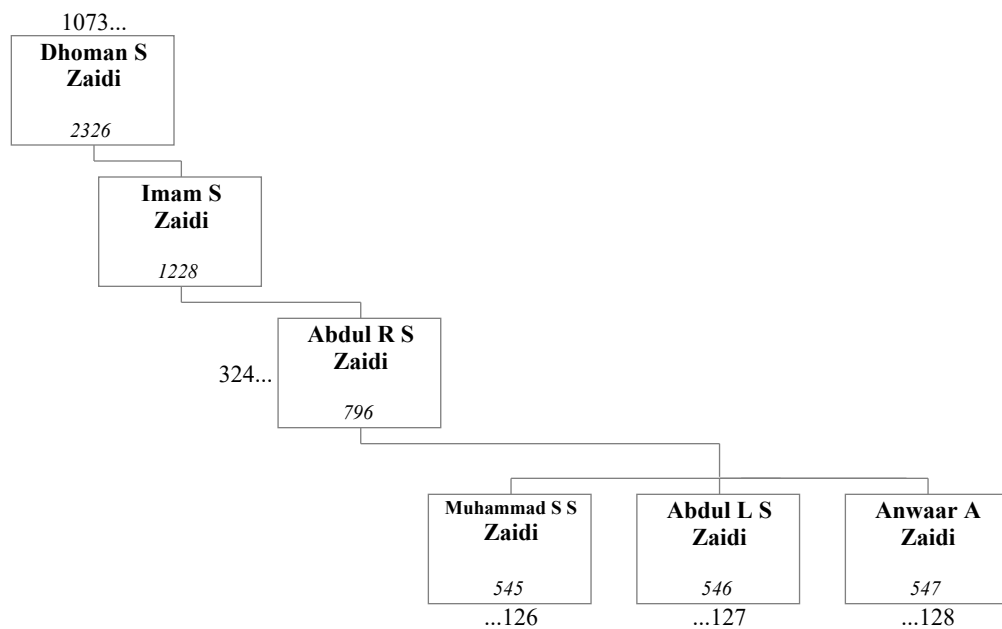 1073...
Dhoman S
Zaidi
2326
Imam S
Zaidi
1228
Abdul R S
Zaidi
324...
796
Muhammad S S
Zaidi
545
...126
Abdul L S
Zaidi
546
...127
Anwaar A
Zaidi
547
...128